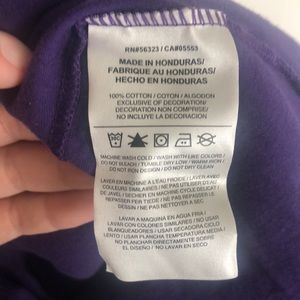 RN#56323 / CA#05553
MADE IN HONDURAS/
FABRIQUE AU HONDURAS/
HECHO EN HONDURAS
100% COTTON / COTON / ALGODON
EXCLUSIVE OF DECORATION/
DECORATION NON COMPRISE/
NO INCLUYE LA DECORACION
MACHINE WASH COLD / WASH WITH LIKE COLORS /
DO NOT BLEACH / TUMBLE DRY LOW / WARM IRON /
DO NOT IRON DESIGN / DO NOT DRY CLEAN
LAVER EN MACHINE A L'EAU FROIDE / LAVER AVEC
COULEURS SIMILAIRES / NE PAS UTILISER D'EAU
DE JAVEL / SECHER EN MACHINE CYCLE DELICAT /
REPASSER FER TIEDE / NE PAS REPASSER LE
DESSIN / NE PAS NETTOYER A SEC
LAVAR A MAQUINA EN AGUA FRIA /
LAVAR CON COLORES SIMILARES / NO USAR CLORO
BLANQUEADORES / USAR SECADORA CICLO DELICADO
LENTO / USAR PLANCHA TEMPERATURA MEDIA /
NO PLANCHAR DIRECTAMENTE SOBRE
EL DISEÑO / NO LAVAR EN SECO